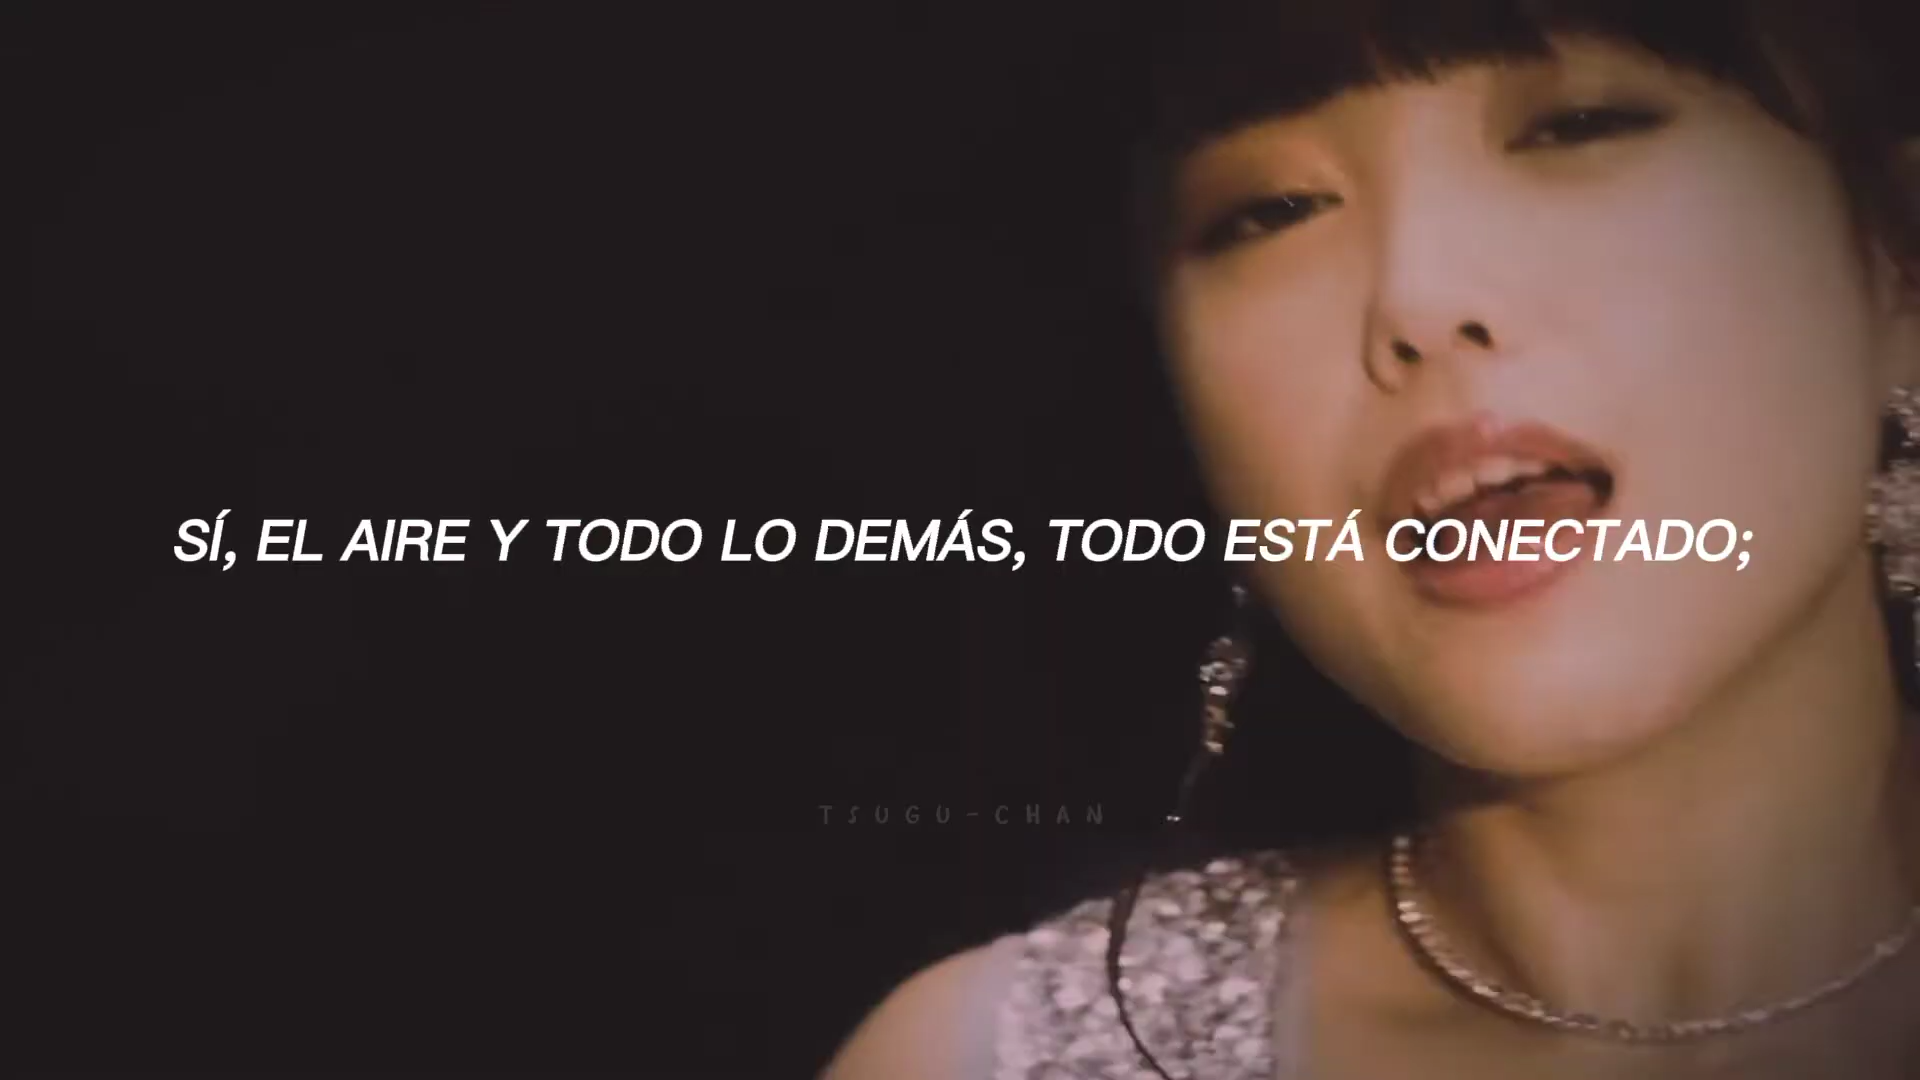 SÍ, EL AIRE Y TODO LO DEMÁS, TODO ESTÁ CONECTADO;
TSUGU-CHAN